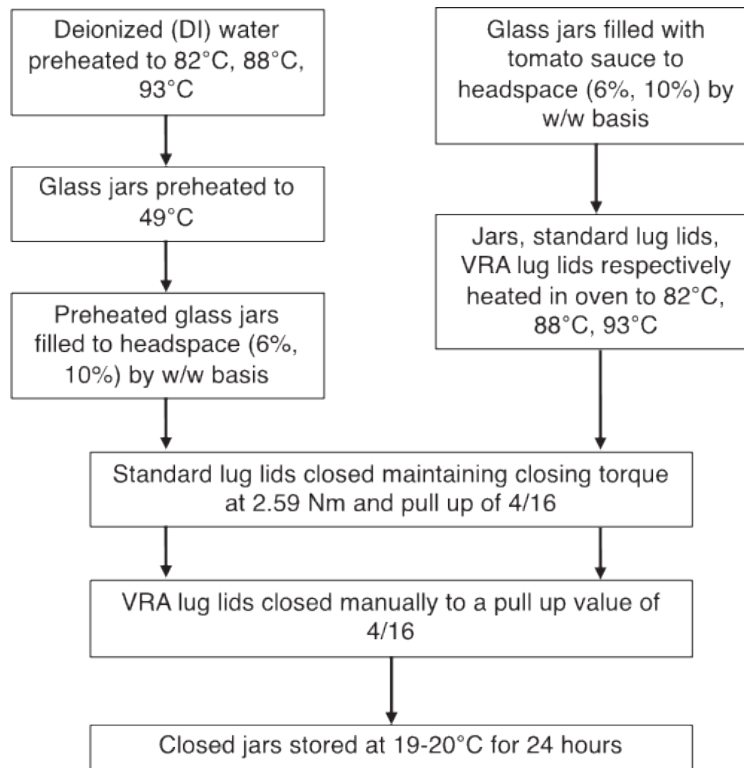 Deionized (DI) water
preheated to 82°C, 88°C,
93°C
Glass jars preheated to
49°C
Preheated glass jars
filled to headspace (6%,
10%) by w/w basis
Glass jars filled with
tomato sauce to
headspace (6%, 10%) by
w/w basis
Jars, standard lug lids,
VRA lug lids respectively
heated in oven to 82°C,
88°C, 93°C
Standard lug lids closed maintaining closing torque
at 2.59 Nm and pull up of 4/16
VRA lug lids closed manually to a pull up value of
4/16
Closed jars stored at 19-20°C for 24 hours